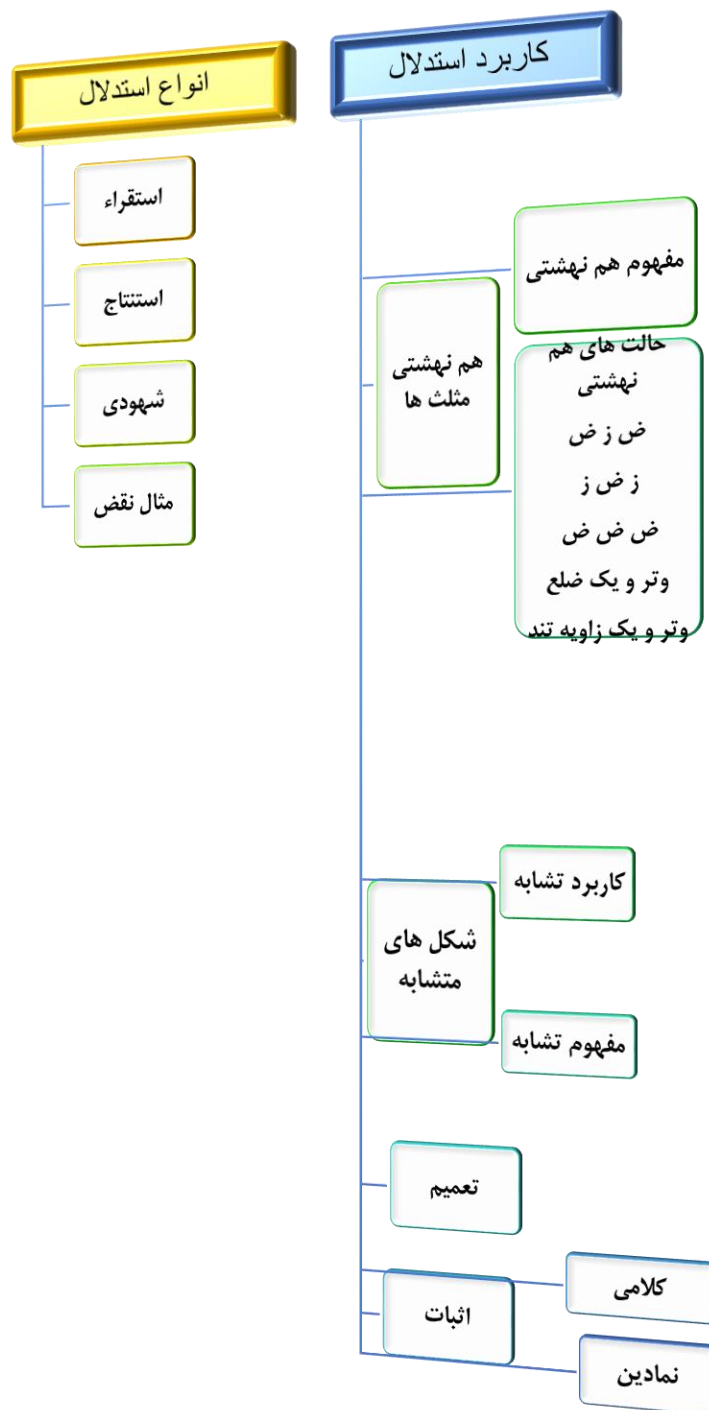 کاربرد استدلال
مفهوم هم نهشتی
هم نهشتی
مثلث ها
حالت های هم
نهشتی
ض ز ض
ز ض ز
ض ض ض
وتر و یک ضلع
وتر و یک زاویه تند
کاربرد تشابه
شکل های
متشابه
مفهوم تشابه
تعمیم
کلامی
اثبات
نمادین
انواع استدلال
استقراء
استنتاج
شهودی
مثال نقض